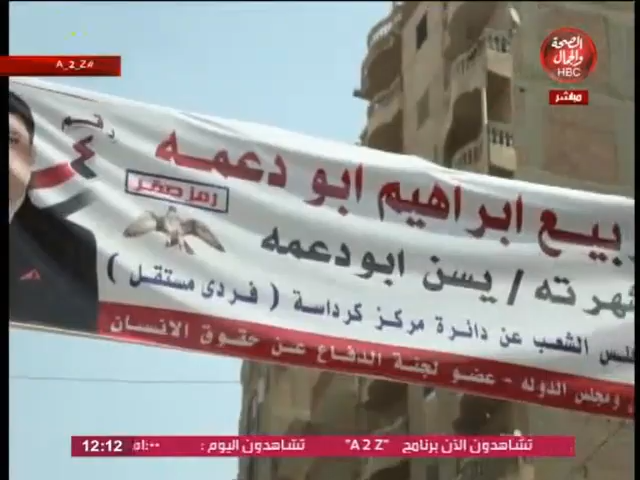 الصحة
والجمال
HBC
مباشر
A_2_Z#
رقم
٤
ربيع ابراهيم ابو دعمه
رمز صقر
شهرته / يسن ابودعمه
الشعب عن دائرة مركز كرداسة ( فردى مستقل )
ومجلس الدوله - عضو لجنة الدفاع عن حقوق الانسان
تشاهدون الآن برنامج "A 2 Z" تشاهدون اليوم :
12:12